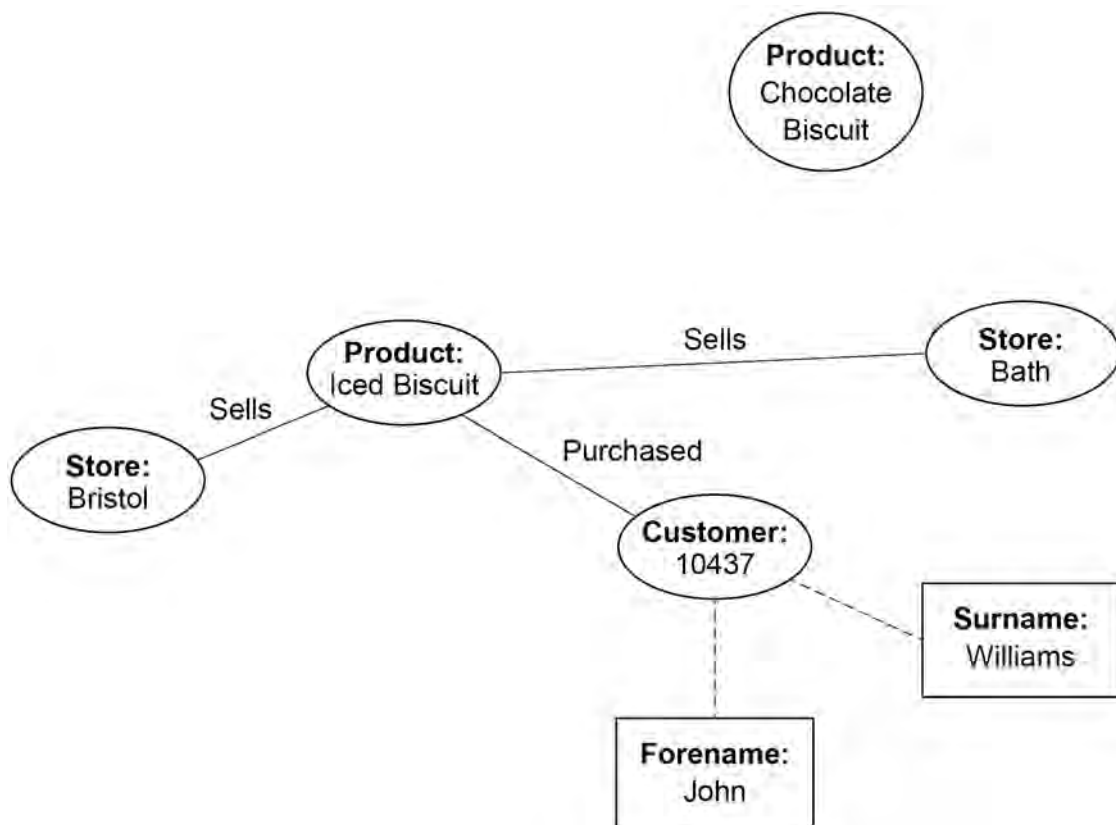 Product:
Chocolate
Biscuit
Sells
Store:
Bath
Product:
Iced Biscuit
Sells
Store:
Bristol
Purchased
Customer:
10437
Surname:
Williams
Forename:
John